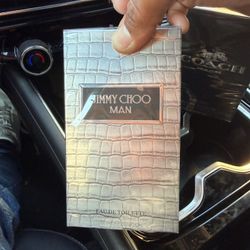 JIMMY CHOO
MAN
EAU DE TOILETTE
COACH